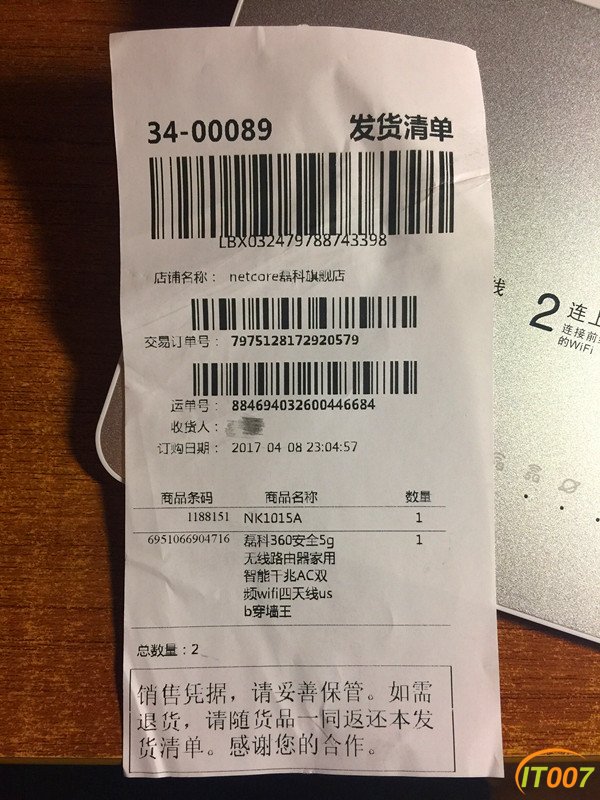 34-00089 发货清单
LBX032479788743398
店铺名称： netcore磊科旗舰店
交易订单号： 7975128172920579
运单号： 884694032600446684
收货人：
订购日期： 2017-04-08 23:04:57
商品条码 商品名称 数量
1188151 NK1015A 1
6951066904716 磊科360安全5g 1
无线路由器家用
智能千兆AC双
频wifi四天线us
b穿墙王
总数量：2
销售凭据，请妥善保管。如需
退货，请随货品一同返还本发
货清单。感谢您的合作。
线
2 连上
连接前
的WiFi
IT007